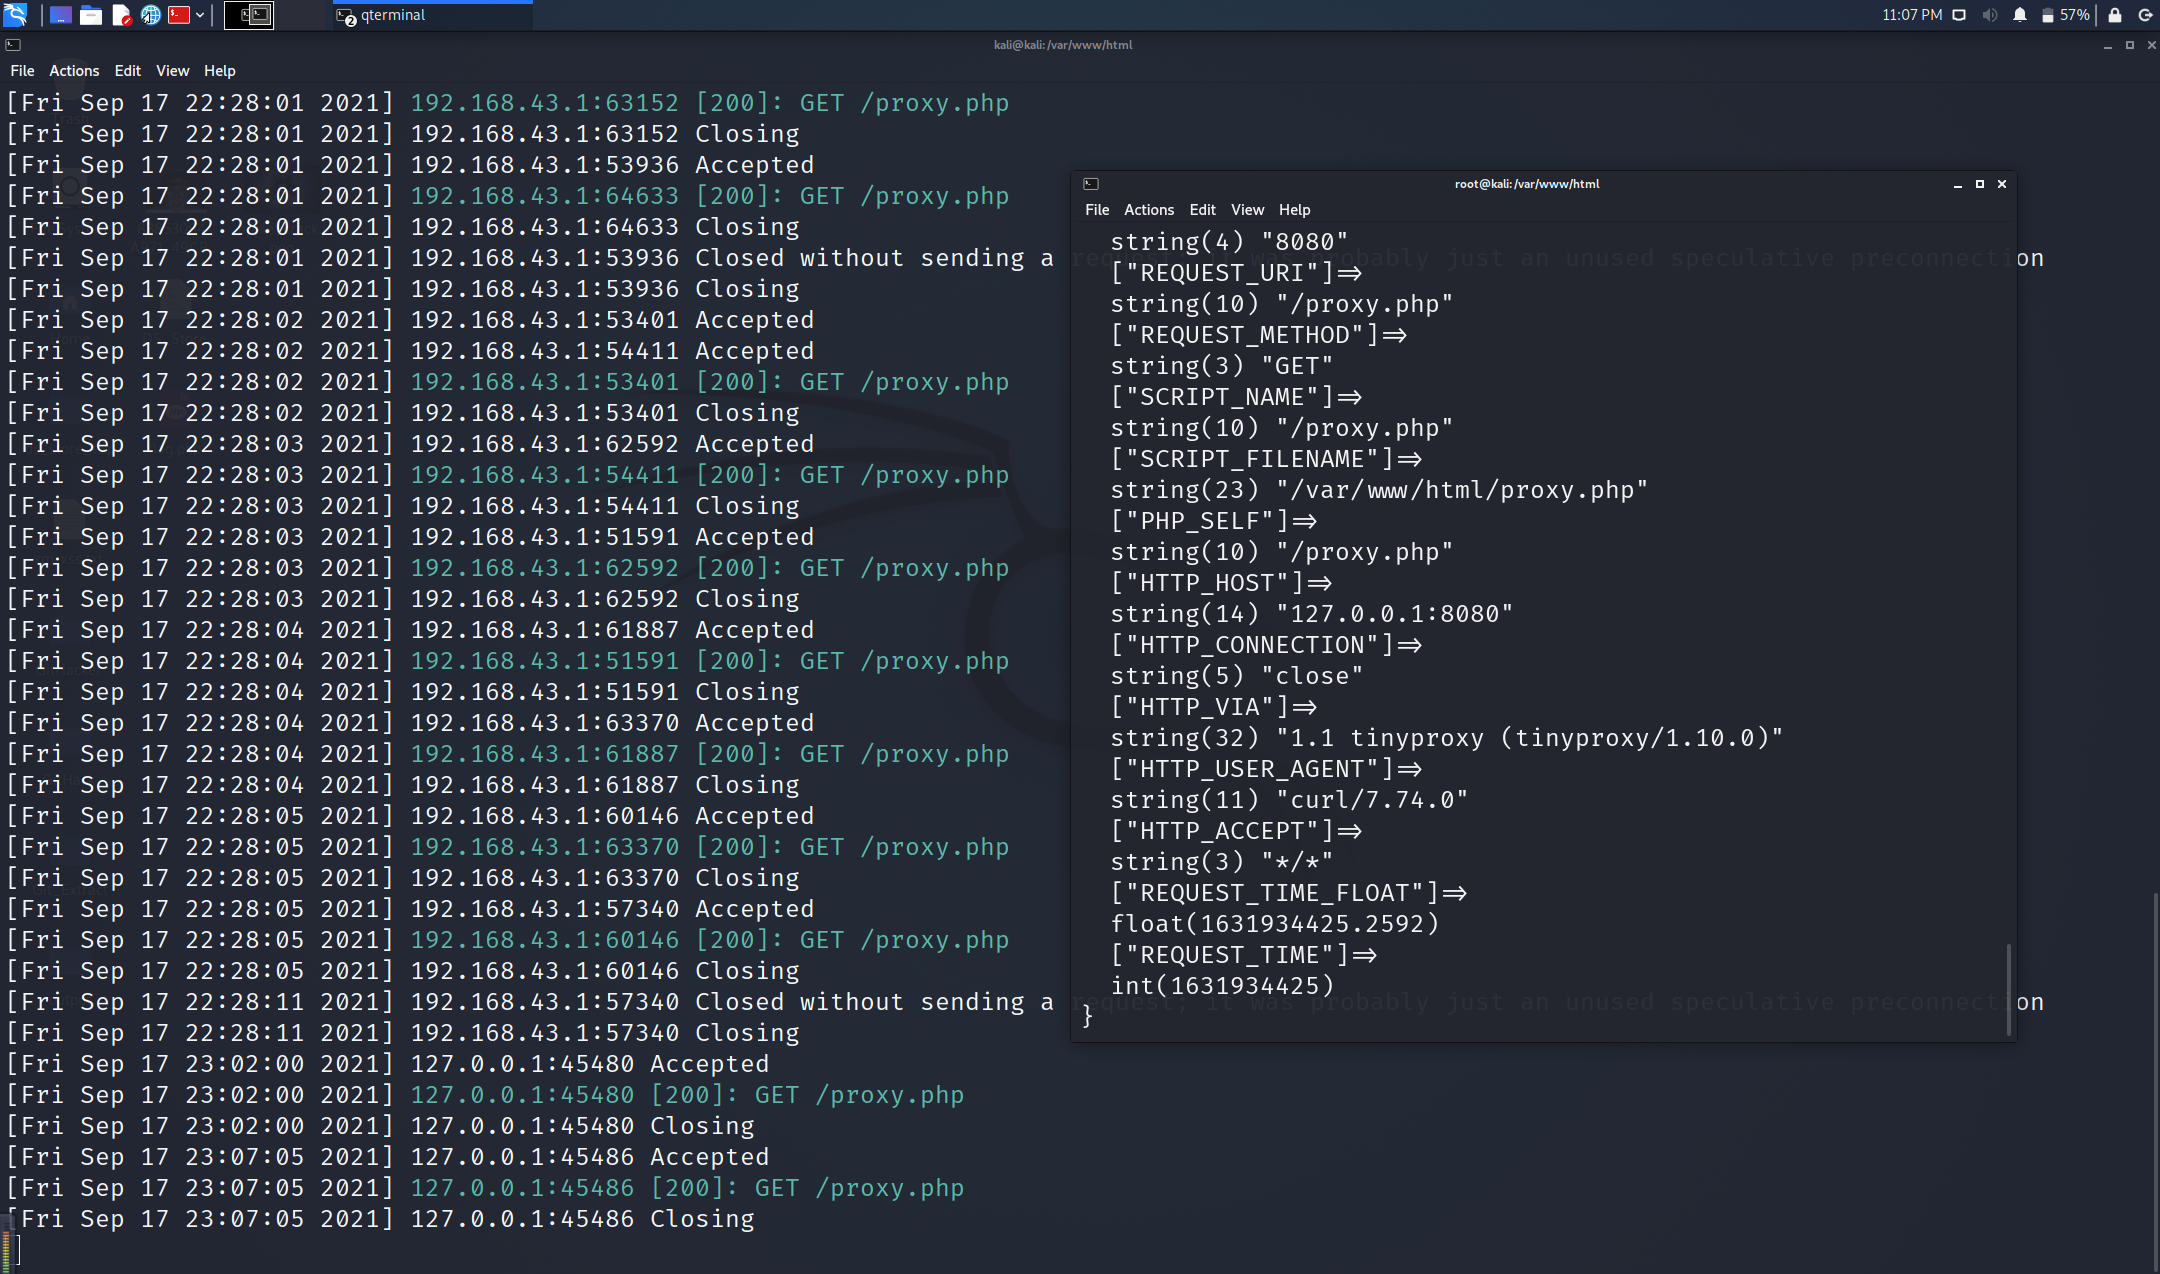 qterminal
2
11:07 PM
57%
kali@kali: /var/www/html
File Actions Edit View Help
[Fri Sep 17 22:28:01 2021] 192.168.43.1:63152 [200]: GET /proxy.php
[Fri Sep 17 22:28:01 2021] 192.168.43.1:63152 Closing
[Fri Sep 17 22:28:01 2021] 192.168.43.1:53936 Accepted
[Fri Sep 17 22:28:01 2021] 192.168.43.1:64633 [200]: GET /proxy.php
[Fri Sep 17 22:28:01 2021] 192.168.43.1:64633 Closing
[Fri Sep 17 22:28:01 2021] 192.168.43.1:53936 Closed without sending a request; it was probably just an unused speculative preconnection
[Fri Sep 17 22:28:01 2021] 192.168.43.1:53936 Closing
[Fri Sep 17 22:28:02 2021] 192.168.43.1:53401 Accepted
[Fri Sep 17 22:28:02 2021] 192.168.43.1:54411 Accepted
[Fri Sep 17 22:28:02 2021] 192.168.43.1:53401 [200]: GET /proxy.php
[Fri Sep 17 22:28:02 2021] 192.168.43.1:53401 Closing
[Fri Sep 17 22:28:03 2021] 192.168.43.1:62592 Accepted
[Fri Sep 17 22:28:03 2021] 192.168.43.1:54411 [200]: GET /proxy.php
[Fri Sep 17 22:28:03 2021] 192.168.43.1:54411 Closing
[Fri Sep 17 22:28:03 2021] 192.168.43.1:51591 Accepted
[Fri Sep 17 22:28:03 2021] 192.168.43.1:62592 [200]: GET /proxy.php
[Fri Sep 17 22:28:03 2021] 192.168.43.1:62592 Closing
[Fri Sep 17 22:28:04 2021] 192.168.43.1:61887 Accepted
[Fri Sep 17 22:28:04 2021] 192.168.43.1:51591 [200]: GET /proxy.php
[Fri Sep 17 22:28:04 2021] 192.168.43.1:51591 Closing
[Fri Sep 17 22:28:04 2021] 192.168.43.1:63370 Accepted
[Fri Sep 17 22:28:04 2021] 192.168.43.1:61887 [200]: GET /proxy.php
[Fri Sep 17 22:28:04 2021] 192.168.43.1:61887 Closing
[Fri Sep 17 22:28:05 2021] 192.168.43.1:60146 Accepted
[Fri Sep 17 22:28:05 2021] 192.168.43.1:63370 [200]: GET /proxy.php
[Fri Sep 17 22:28:05 2021] 192.168.43.1:63370 Closing
[Fri Sep 17 22:28:05 2021] 192.168.43.1:57340 Accepted
[Fri Sep 17 22:28:05 2021] 192.168.43.1:60146 [200]: GET /proxy.php
[Fri Sep 17 22:28:05 2021] 192.168.43.1:60146 Closing
[Fri Sep 17 22:28:11 2021] 192.168.43.1:57340 Closed without sending a request; it was probably just an unused speculative preconnection
[Fri Sep 17 22:28:11 2021] 192.168.43.1:57340 Closing
[Fri Sep 17 23:02:00 2021] 127.0.0.1:45480 Accepted
[Fri Sep 17 23:02:00 2021] 127.0.0.1:45480 [200]: GET /proxy.php
[Fri Sep 17 23:02:00 2021] 127.0.0.1:45480 Closing
[Fri Sep 17 23:07:05 2021] 127.0.0.1:45486 Accepted
[Fri Sep 17 23:07:05 2021] 127.0.0.1:45486 [200]: GET /proxy.php
[Fri Sep 17 23:07:05 2021] 127.0.0.1:45486 Closing
root@kali: /var/www/html
File Actions Edit View Help
string(4) "8080"
["REQUEST_URI"]=>
string(10) "/proxy.php"
["REQUEST_METHOD"]=>
string(3) "GET"
["SCRIPT_NAME"]=>
string(10) "/proxy.php"
["SCRIPT_FILENAME"]=>
string(23) "/var/www/html/proxy.php"
["PHP_SELF"]=>
string(10) "/proxy.php"
["HTTP_HOST"]=>
string(14) "127.0.0.1:8080"
["HTTP_CONNECTION"]=>
string(5) "close"
["HTTP_VIA"]=>
string(32) "1.1 tinyproxy (tinyproxy/1.10.0)"
["HTTP_USER_AGENT"]=>
string(11) "curl/7.74.0"
["HTTP_ACCEPT"]=>
string(3) "*/*"
["REQUEST_TIME_FLOAT"]=>
float(1631934425.2592)
["REQUEST_TIME"]=>
int(1631934425)
}